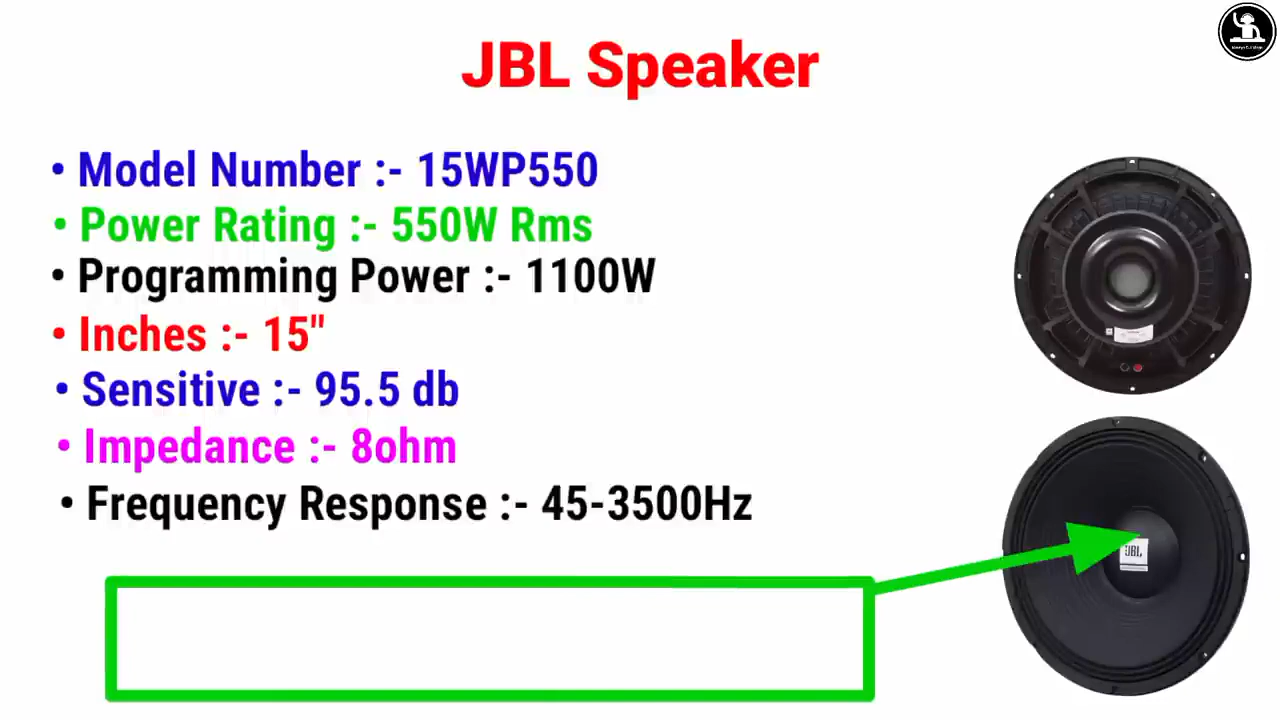 JBL Speaker
• Model Number :- 15WP550
• Power Rating :- 550W Rms
• Programming Power :- 1100W
• Inches :- 15"
• Sensitive :- 95.5 db
• Impedance :- 8ohm
• Frequency Response :- 45-3500Hz
JBL